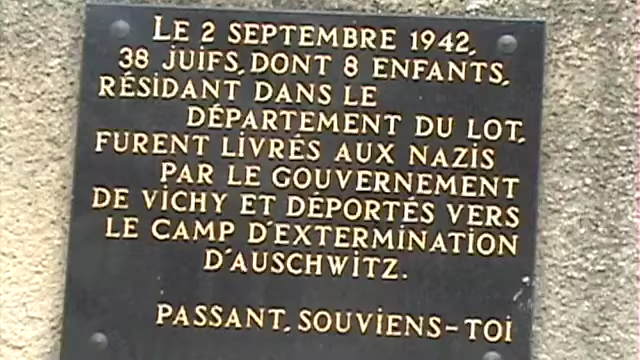 LE 2 SEPTEMBRE 1942,
38 JUIFS, DONT 8 ENFANTS,
RÉSIDANT DANS LE
DÉPARTEMENT DU LOT,
FURENT LIVRÉS AUX NAZIS
PAR LE GOUVERNEMENT
DE VICHY ET DÉPORTÉS VERS
LE CAMP D'EXTERMINATION
D'AUSCHWITZ.
PASSANT, SOUVIENS-TOI